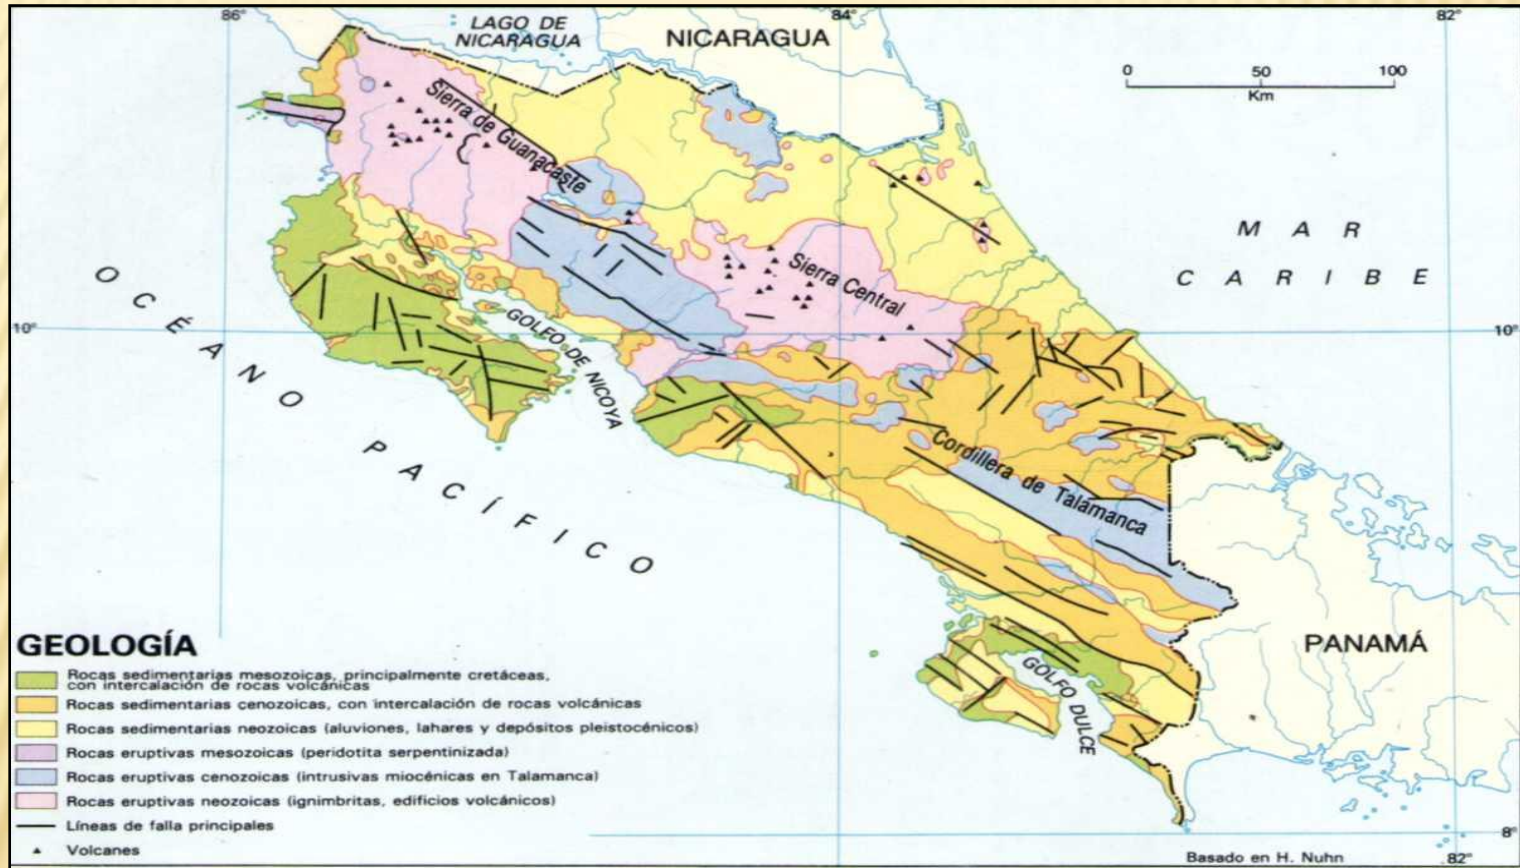 86°
84°
82°
LAGO DE
NICARAGUA
NICARAGUA
0 50 100
Km
Sierra de Guanacaste
MAR
CARIBE
Sierra Central
10°
10°
OCÉANO PACÍFICO
GOLFO DE NICOYA
Cordillera de Talamanca
PANAMÁ
GOLFO DULCE
GEOLOGÍA
Rocas sedimentarias mesozoicas, principalmente cretáceas,
con intercalación de rocas volcánicas
Rocas sedimentarias cenozoicas, con intercalación de rocas volcánicas
Rocas sedimentarias neozoicas (aluviones, lahares y depósitos pleistocénicos)
Rocas eruptivas mesozoicas (peridotita serpentinizada)
Rocas eruptivas cenozoicas (intrusivas miocénicas en Talamanca)
Rocas eruptivas neozoicas (ignimbritas, edificios volcánicos)
Líneas de falla principales
Volcanes
8°
Basado en H. Nuhn
82°